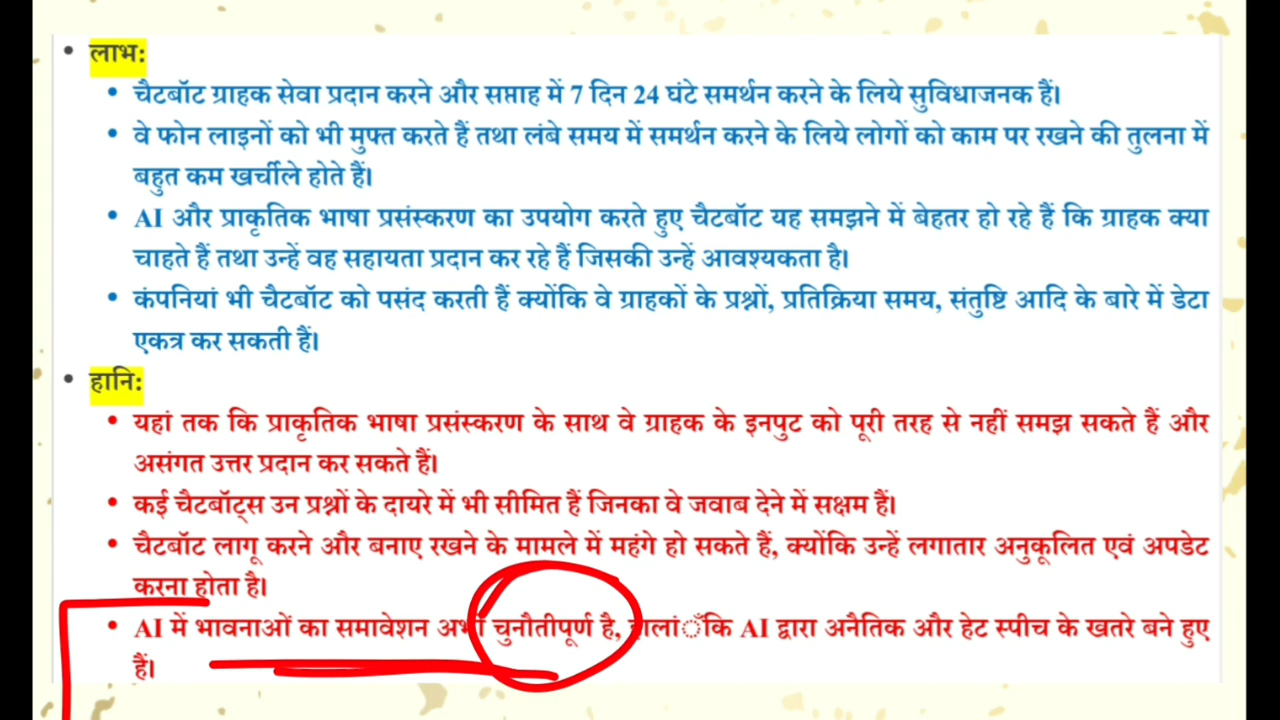 लाभ:
चैटबॉट ग्राहक सेवा प्रदान करने और सप्ताह में 7 दिन 24 घंटे समर्थन करने के लिये सुविधाजनक हैं।
वे फोन लाइनों को भी मुफ्त करते हैं तथा लंबे समय में समर्थन करने के लिये लोगों को काम पर रखने की तुलना में
बहुत कम खर्चीले होते हैं।
AI और प्राकृतिक भाषा प्रसंस्करण का उपयोग करते हुए चैटबॉट यह समझने में बेहतर हो रहे हैं कि ग्राहक क्या
चाहते हैं तथा उन्हें वह सहायता प्रदान कर रहे हैं जिसकी उन्हें आवश्यकता है।
कंपनियां भी चैटबॉट को पसंद करती हैं क्योंकि वे ग्राहकों के प्रश्नों, प्रतिक्रिया समय, संतुष्टि आदि के बारे में डेटा
एकत्र कर सकती हैं।
हानि:
यहां तक कि प्राकृतिक भाषा प्रसंस्करण के साथ वे ग्राहक के इनपुट को पूरी तरह से नहीं समझ सकते हैं और
असंगत उत्तर प्रदान कर सकते हैं।
कई चैटबॉट्स उन प्रश्नों के दायरे में भी सीमित हैं जिनका वे जवाब देने में सक्षम हैं।
चैटबॉट लागू करने और बनाए रखने के मामले में महंगे हो सकते हैं, क्योंकि उन्हें लगातार अनुकूलित एवं अपडेट
करना होता है।
AI में भावनाओं का समावेशन अभी चुनौतीपूर्ण है, हालांँकि AI द्वारा अनैतिक और हेट स्पीच के खतरे बने हुए
हैं।